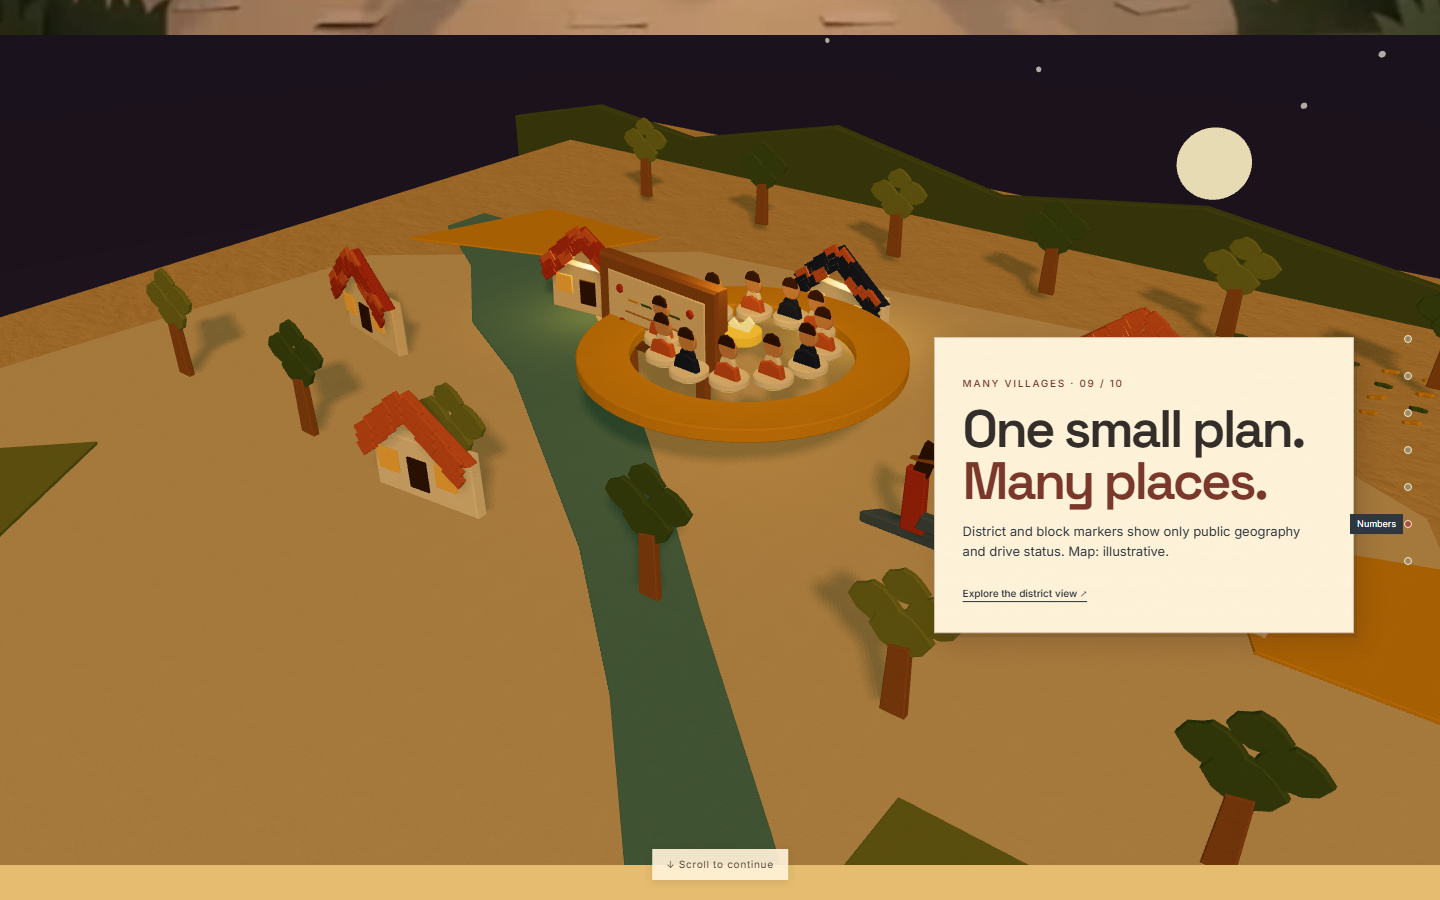 MANY VILLAGES · 09 / 10
One small plan.
Many places.
District and block markers show only public geography
and drive status. Map: illustrative.
Explore the district view ↗
Numbers
↓ Scroll to continue